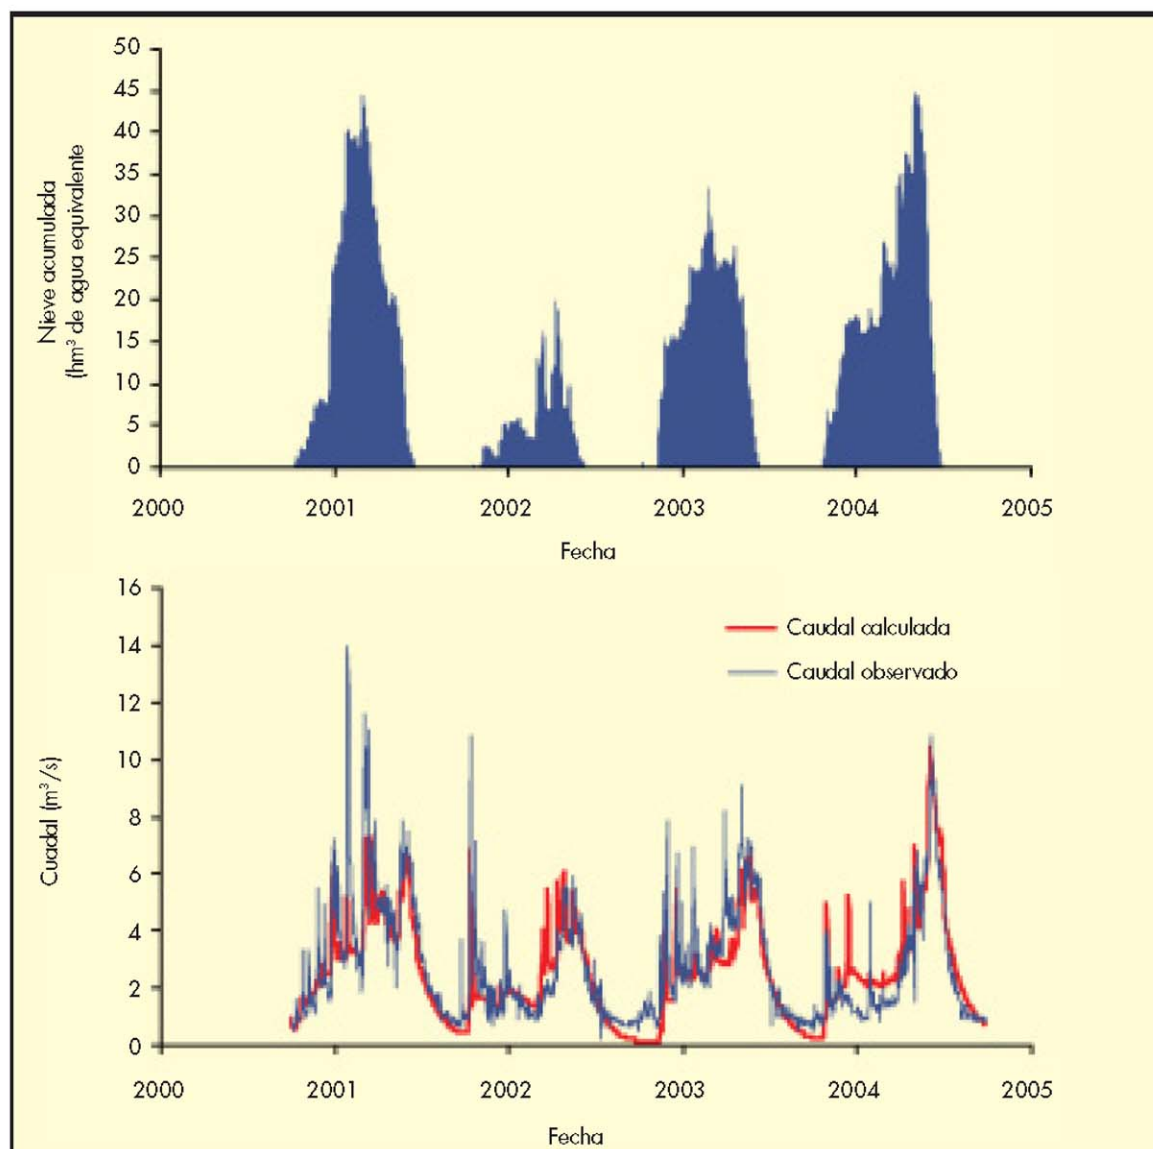 50
45
40
35
30
25
20
15
10
5
0
Nieve acumulada
(hm³ de agua equivalente
2000 2001 2002 2003 2004 2005
Fecha
16
14
12
10
8
6
4
2
0
Cuadal (m³/s)
Caudal calculada
Caudal observado
2000 2001 2002 2003 2004 2005
Fecha